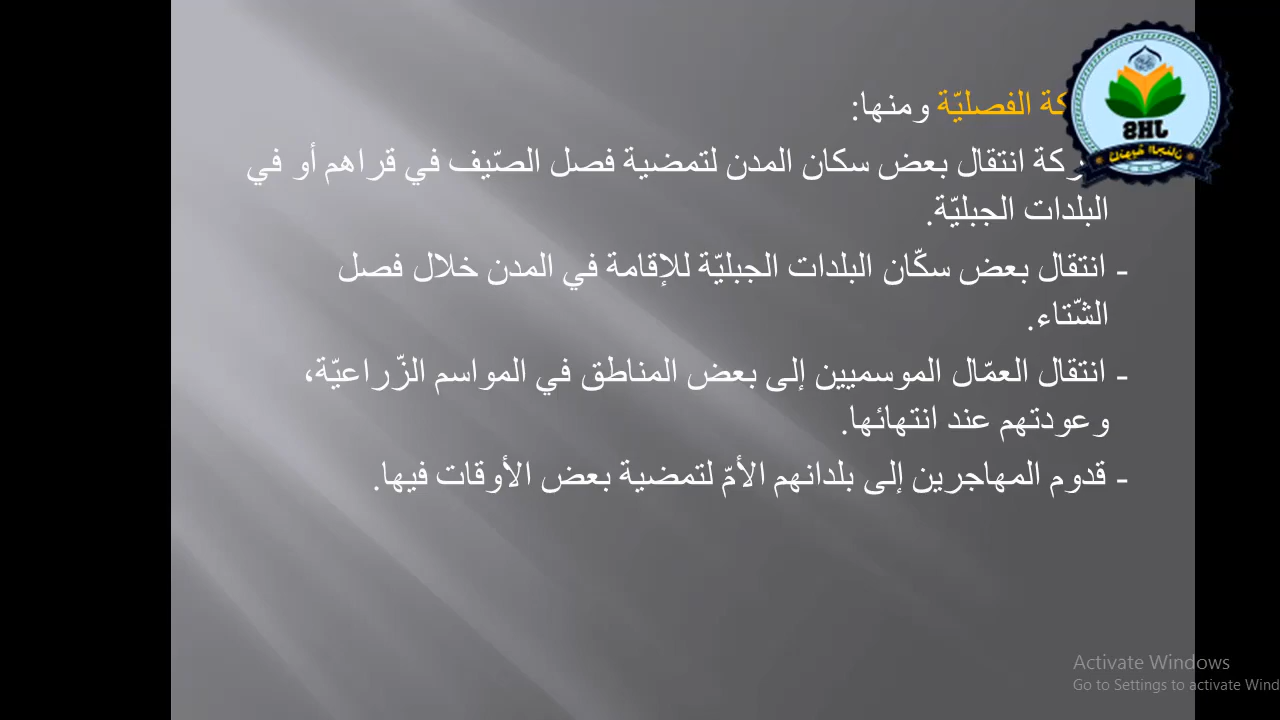 الفصليّة ومنها:
انتقال بعض سكان المدن لتمضية فصل الصّيف في قراهم أو في
البلدات الجبليّة.
- انتقال بعض سكّان البلدات الجبليّة للإقامة في المدن خلال فصل
الشّتاء.
- انتقال العمّال الموسميين إلى بعض المناطق في المواسم الزّراعيّة،
وعودتهم عند انتهائها.
- قدوم المهاجرين إلى بلدانهم الأمّ لتمضية بعض الأوقات فيها.
8HL
Activate Windows
Go to Settings to activate Wind